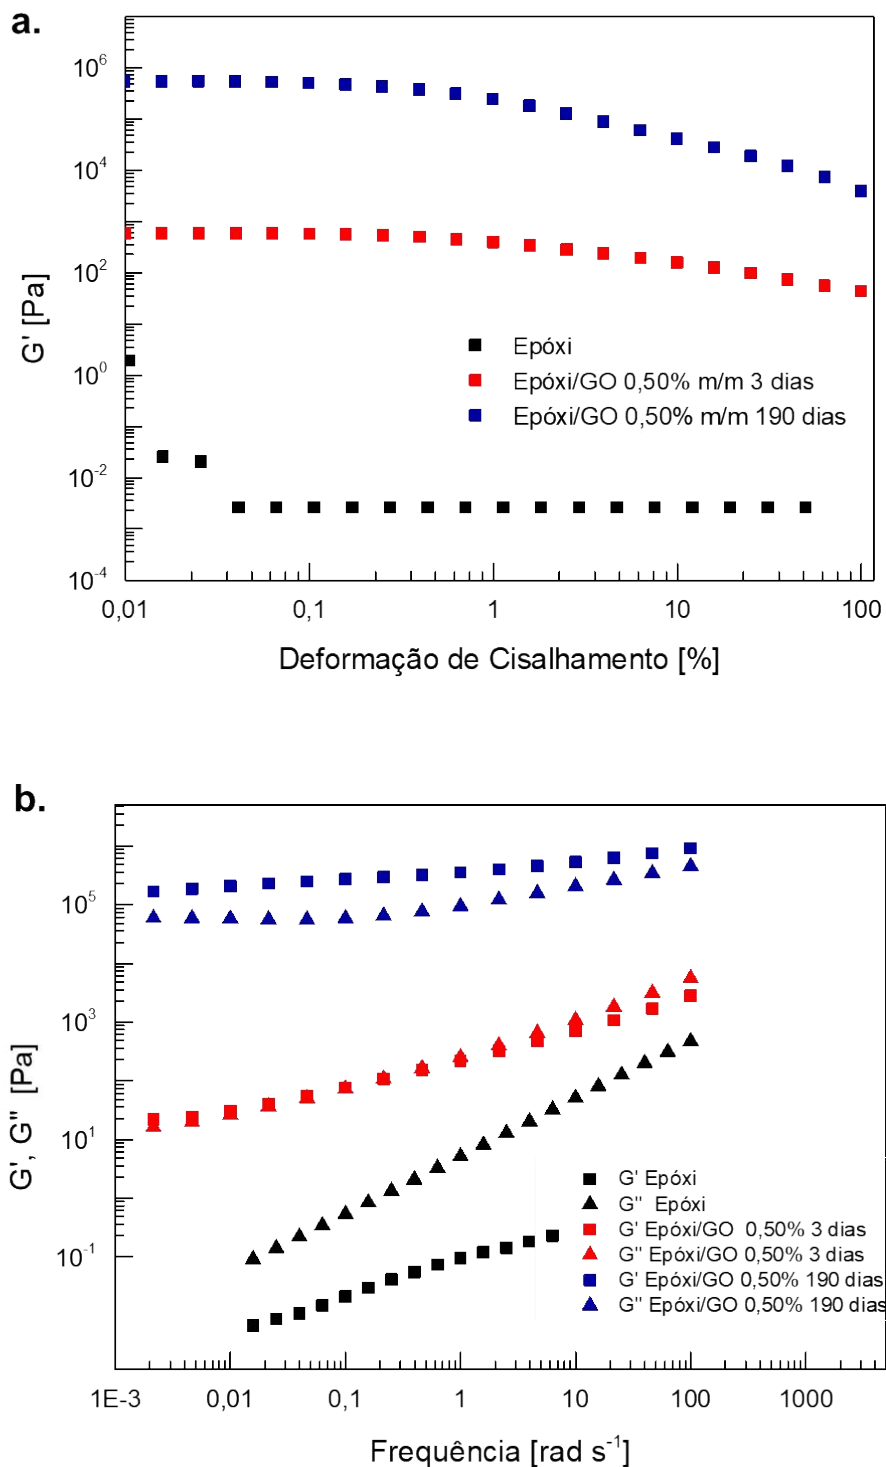 a.
10^6
10^4
10^2
10^0
10^-2
10^-4
G' [Pa]
Epóxi
Epóxi/GO 0,50% m/m 3 dias
Epóxi/GO 0,50% m/m 190 dias
0,01 0,1 1 10 100
Deformação de Cisalhamento [%]
b.
10^5
10^3
10^1
10^-1
G', G'' [Pa]
G' Epóxi
G'' Epóxi
G' Epóxi/GO 0,50% 3 dias
G'' Epóxi/GO 0,50% 3 dias
G' Epóxi/GO 0,50% 190 dias
G'' Epóxi/GO 0,50% 190 dias
1E-3 0,01 0,1 1 10 100 1000
Frequência [rad s^-1]